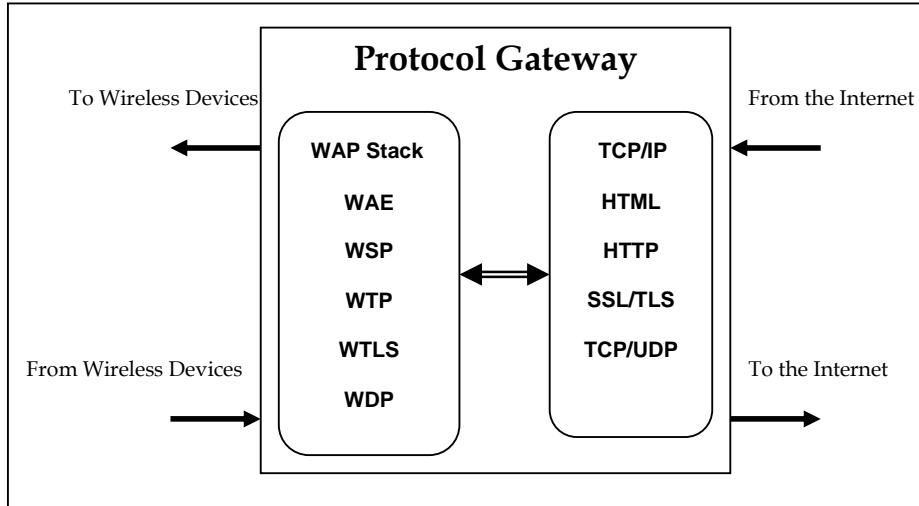 Protocol Gateway
To Wireless Devices
From the Internet
WAP Stack
WAE
WSP
WTP
WTLS
WDP
TCP/IP
HTML
HTTP
SSL/TLS
TCP/UDP
From Wireless Devices
To the Internet